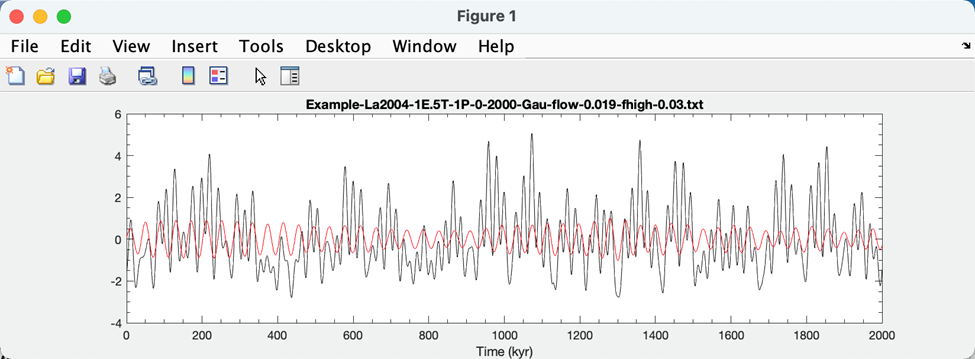 Figure 1
File Edit View Insert Tools Desktop Window Help
Example-La2004-1E.5T-1P-0-2000-Gau-flow-0.019-fhigh-0.03.txt
6
4
2
0
-2
-4
0 200 400 600 800 1000 1200 1400 1600 1800 2000
Time (kyr)